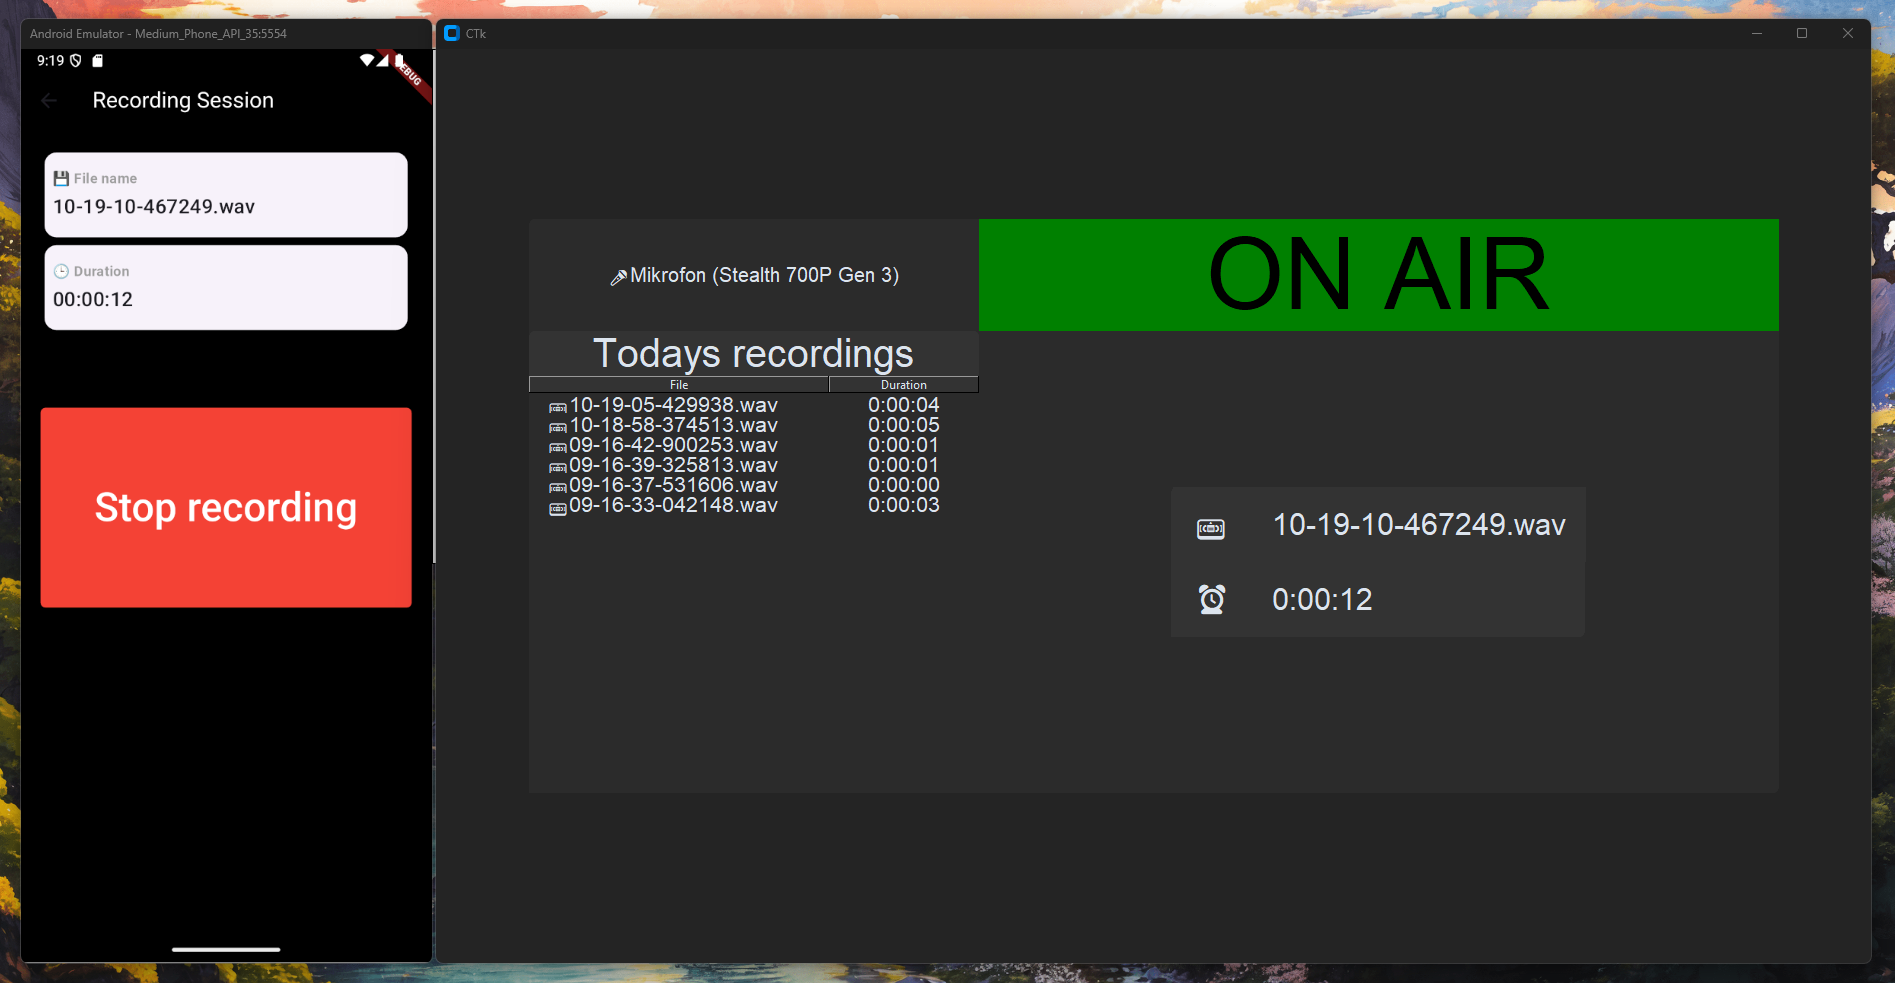 Android Emulator - Medium_Phone_API_35:5554
9:19
Recording Session
File name
10-19-10-467249.wav
Duration
00:00:12
Stop recording
CTk
Mikrofon (Stealth 700P Gen 3)
ON AIR
Todays recordings
File Duration
10-19-05-429938.wav 0:00:04
10-18-58-374513.wav 0:00:05
09-16-42-900253.wav 0:00:01
09-16-39-325813.wav 0:00:01
09-16-37-531606.wav 0:00:00
09-16-33-042148.wav 0:00:03
10-19-10-467249.wav
0:00:12